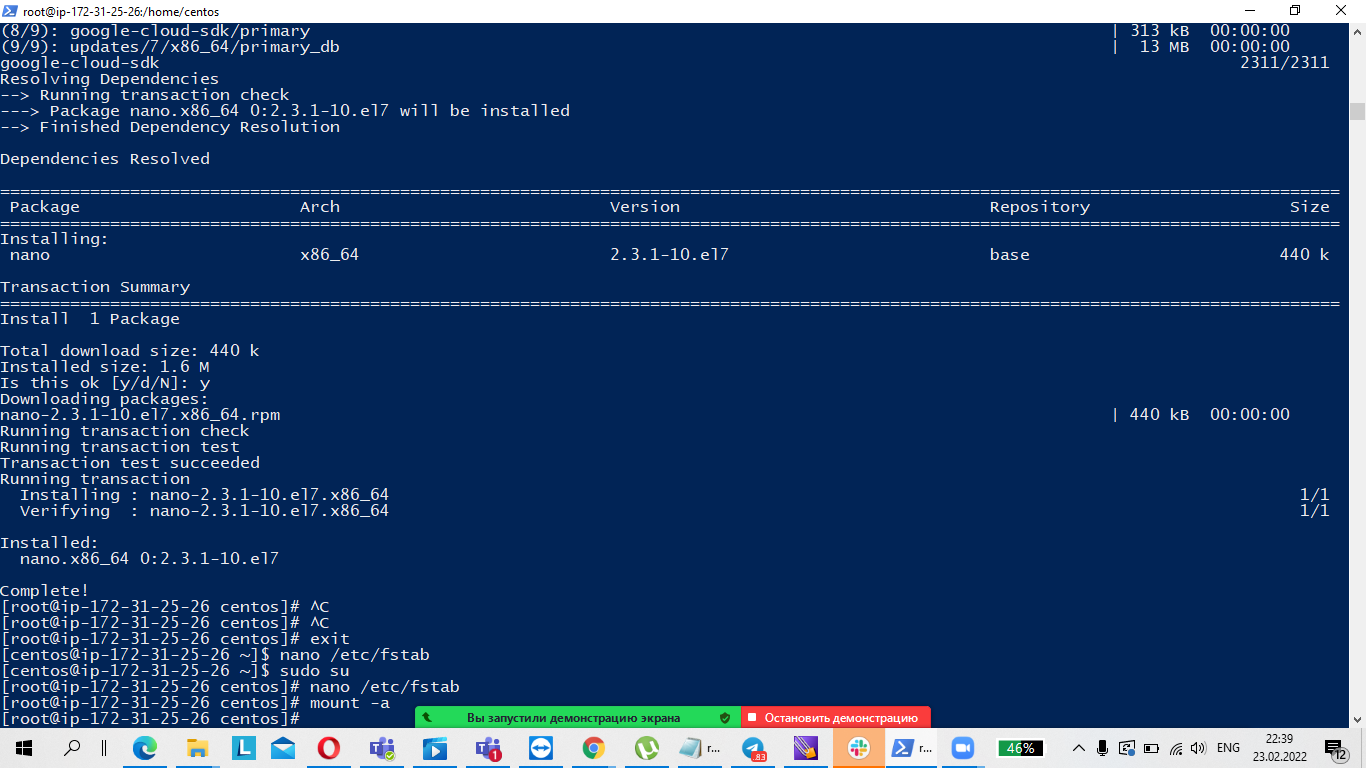 root@ip-172-31-25-26:/home/centos
(8/9): google-cloud-sdk/primary | 313 kB 00:00:00
(9/9): updates/7/x86_64/primary_db | 13 MB 00:00:00
google-cloud-sdk 2311/2311
Resolving Dependencies
--> Running transaction check
---> Package nano.x86_64 0:2.3.1-10.el7 will be installed
--> Finished Dependency Resolution
Dependencies Resolved
======================================================================================================================================
Package Arch Version Repository Size
======================================================================================================================================
Installing:
nano x86_64 2.3.1-10.el7 base 440 k
Transaction Summary
======================================================================================================================================
Install 1 Package
Total download size: 440 k
Installed size: 1.6 M
Is this ok [y/d/N]: y
Downloading packages:
nano-2.3.1-10.el7.x86_64.rpm | 440 kB 00:00:00
Running transaction check
Running transaction test
Transaction test succeeded
Running transaction
Installing : nano-2.3.1-10.el7.x86_64 1/1
Verifying : nano-2.3.1-10.el7.x86_64 1/1
Installed:
nano.x86_64 0:2.3.1-10.el7
Complete!
[root@ip-172-31-25-26 centos]# ^C
[root@ip-172-31-25-26 centos]# ^C
[root@ip-172-31-25-26 centos]# exit
[centos@ip-172-31-25-26 ~]$ nano /etc/fstab
[centos@ip-172-31-25-26 ~]$ sudo su
[root@ip-172-31-25-26 centos]# nano /etc/fstab
[root@ip-172-31-25-26 centos]# mount -a
[root@ip-172-31-25-26 centos]#
Вы запустили демонстрацию экрана Остановить демонстрацию
L 1 r... 83 r... 46% ENG 22:39
23.02.2022 12